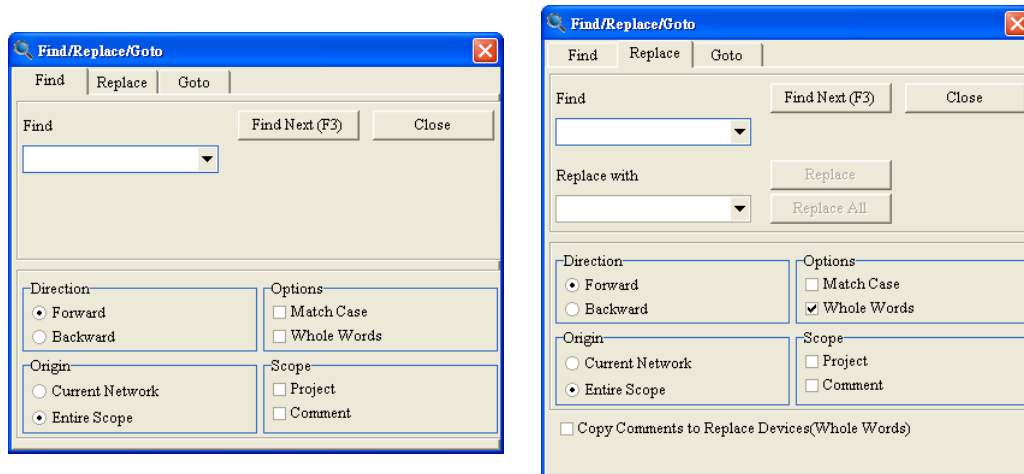 Find/Replace/Goto
Find Replace Goto
Find Find Next (F3) Close
Direction Options
Forward Match Case
Backward Whole Words
Origin Scope
Current Network Project
Entire Scope Comment
Find/Replace/Goto
Find Replace Goto
Find Find Next (F3) Close
Replace with Replace
Replace All
Direction Options
Forward Match Case
Backward Whole Words
Origin Scope
Current Network Project
Entire Scope Comment
Copy Comments to Replace Devices(Whole Words)